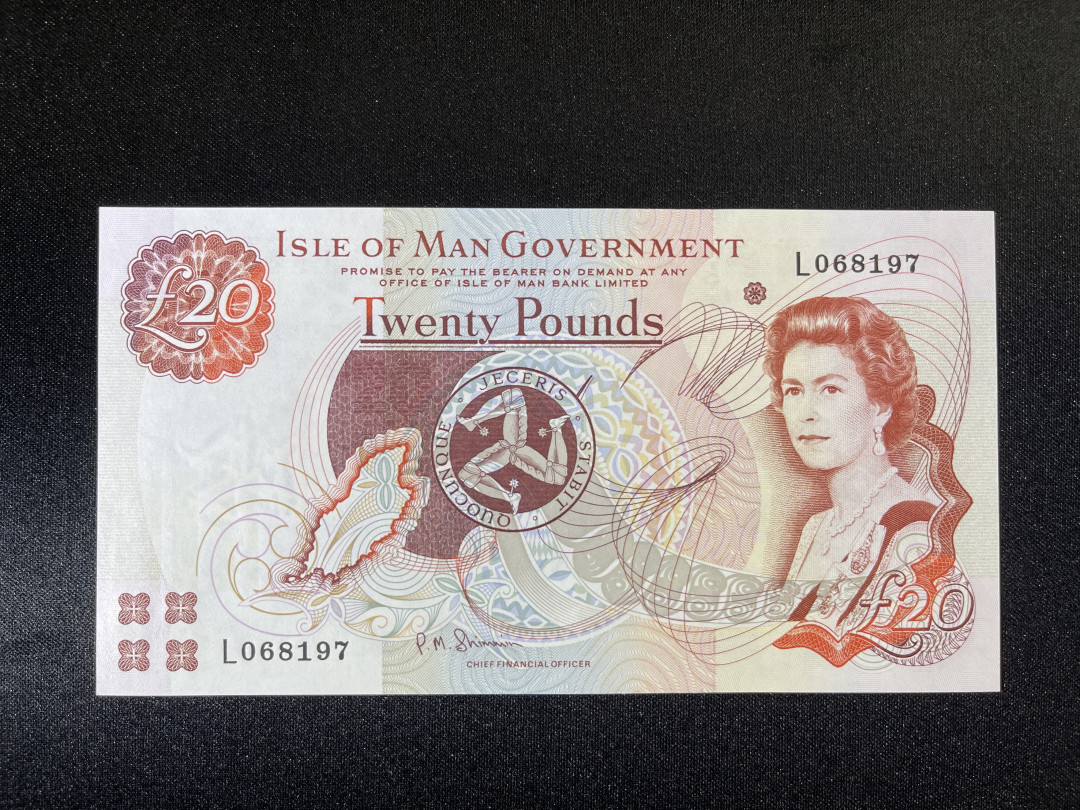 £20
ISLE OF MAN GOVERNMENT
PROMISE TO PAY THE BEARER ON DEMAND AT ANY
OFFICE OF ISLE OF MAN BANK LIMITED
Twenty Pounds
L068197
QUOCUNQUE JECERIS STABIT
£20
L068197
P. M. Shimmin
CHIEF FINANCIAL OFFICER